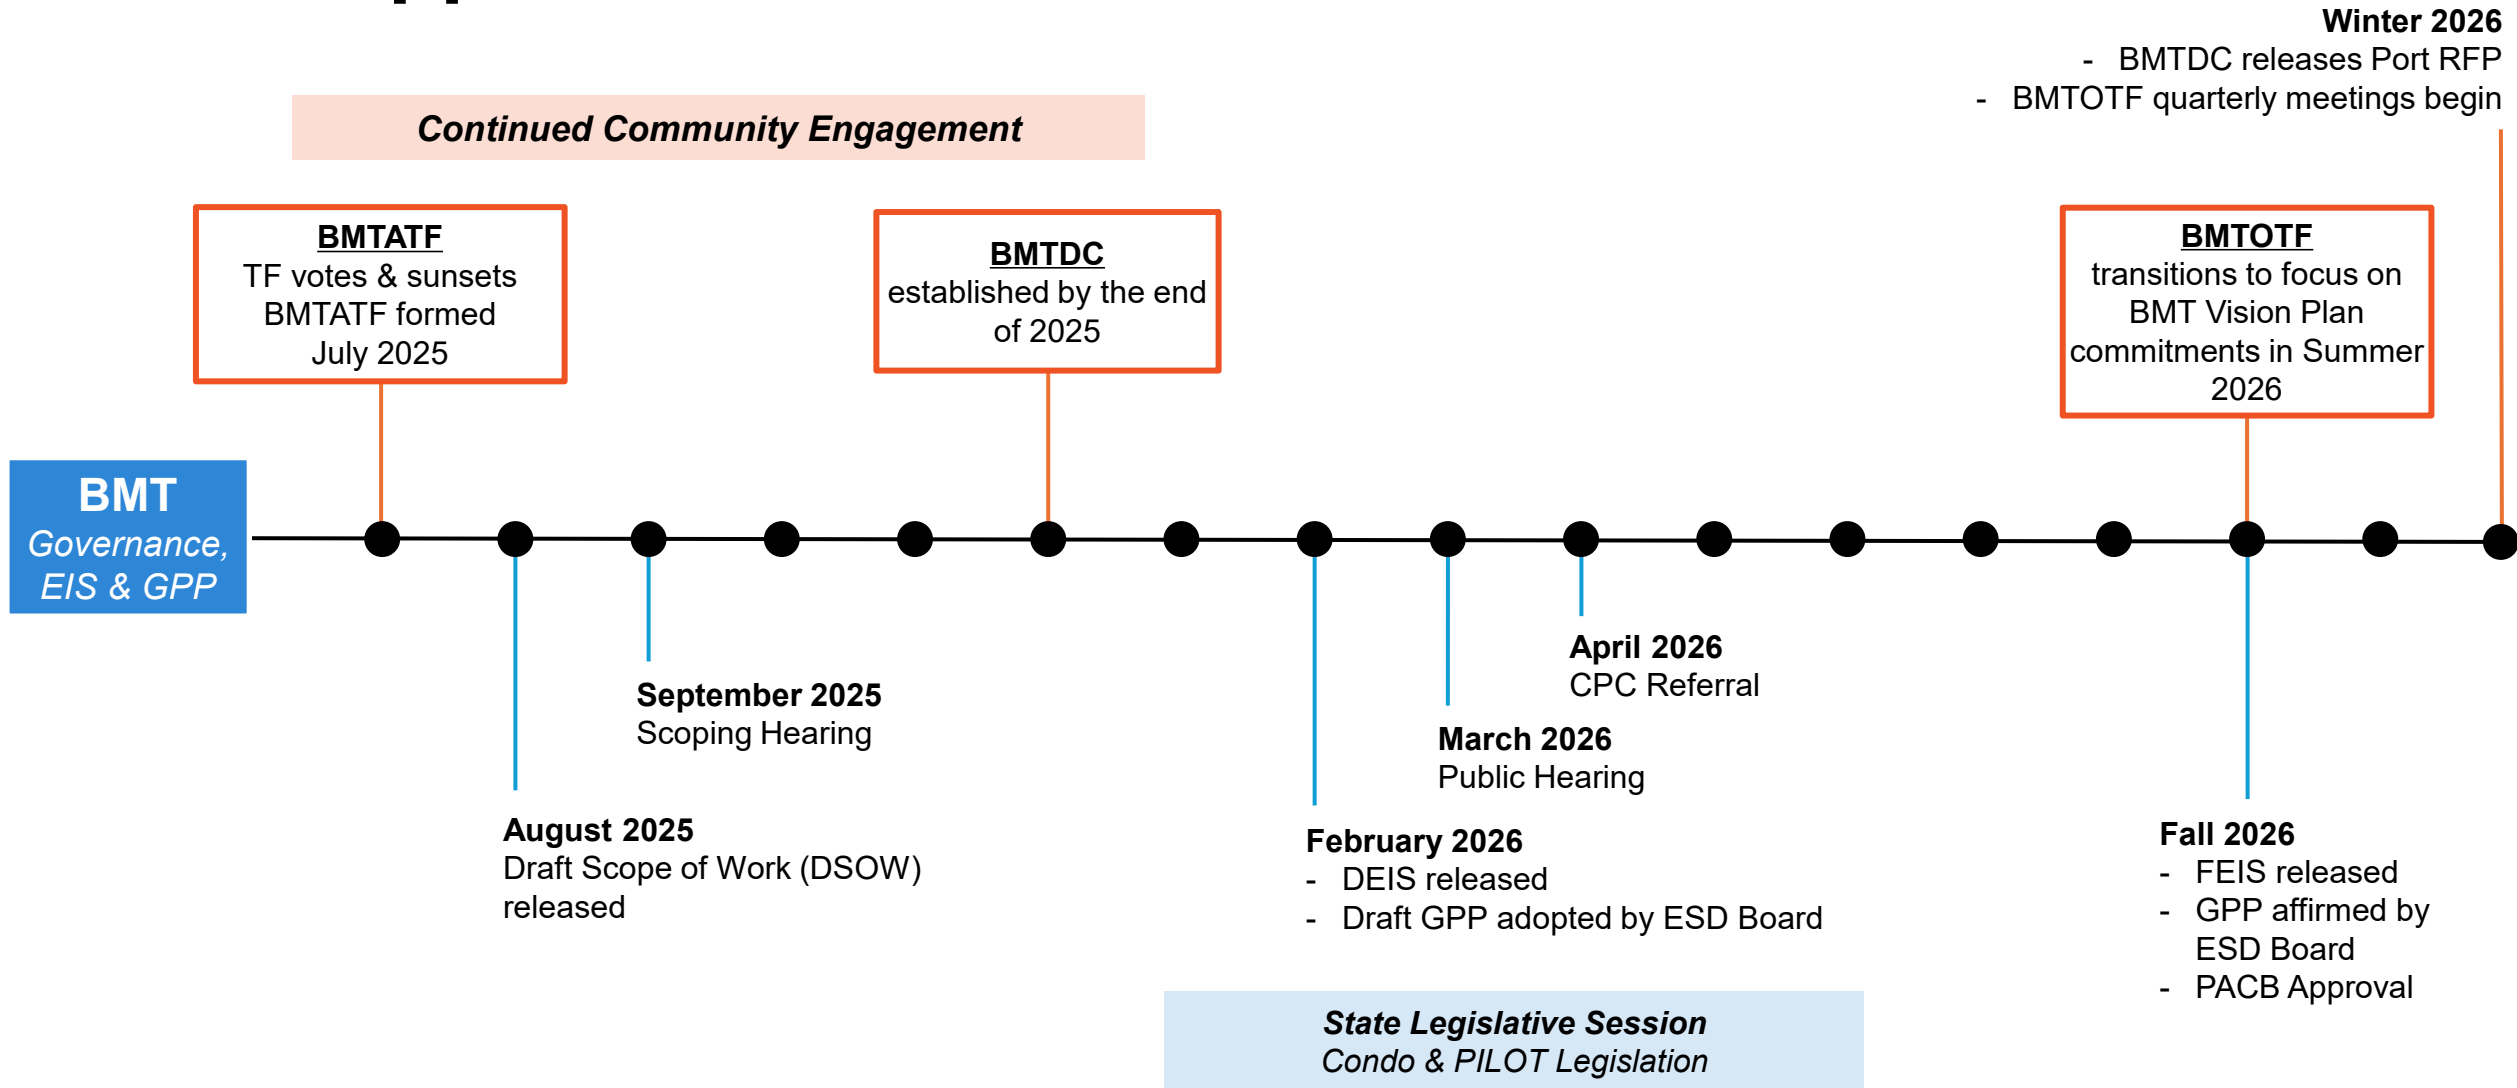 Winter 2026
- BMTDC releases Port RFP
- BMTOTF quarterly meetings begin
Continued Community Engagement
BMTATF
TF votes & sunsets
BMTATF formed
July 2025
BMTDC
established by the end
of 2025
BMTOTF
transitions to focus on
BMT Vision Plan
commitments in Summer
2026
BMT
Governance,
EIS & GPP
September 2025
Scoping Hearing
August 2025
Draft Scope of Work (DSOW)
released
April 2026
CPC Referral
March 2026
Public Hearing
February 2026
- DEIS released
- Draft GPP adopted by ESD Board
Fall 2026
- FEIS released
- GPP affirmed by
ESD Board
- PACB Approval
State Legislative Session
Condo & PILOT Legislation